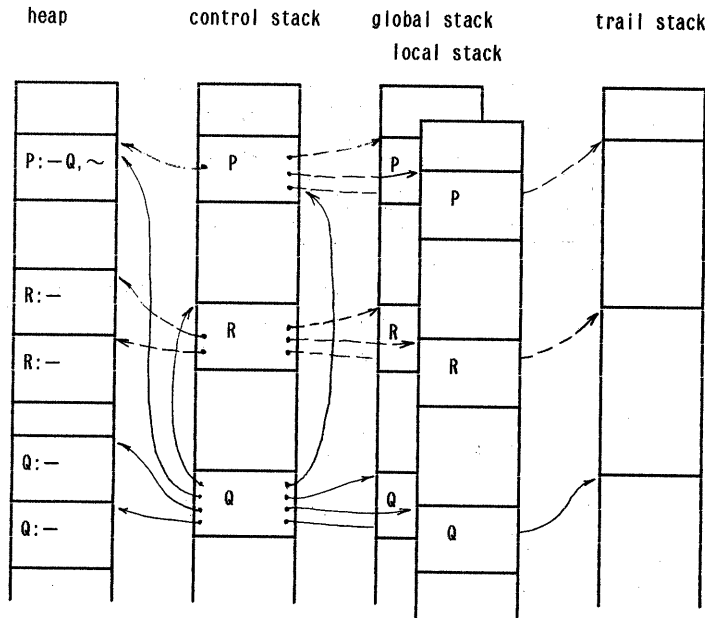 heap
control stack
global stack
local stack
trail stack
P:−Q,~
R:−
R:−
Q:−
Q:−
P
R
Q
P
R
Q
P
R
Q